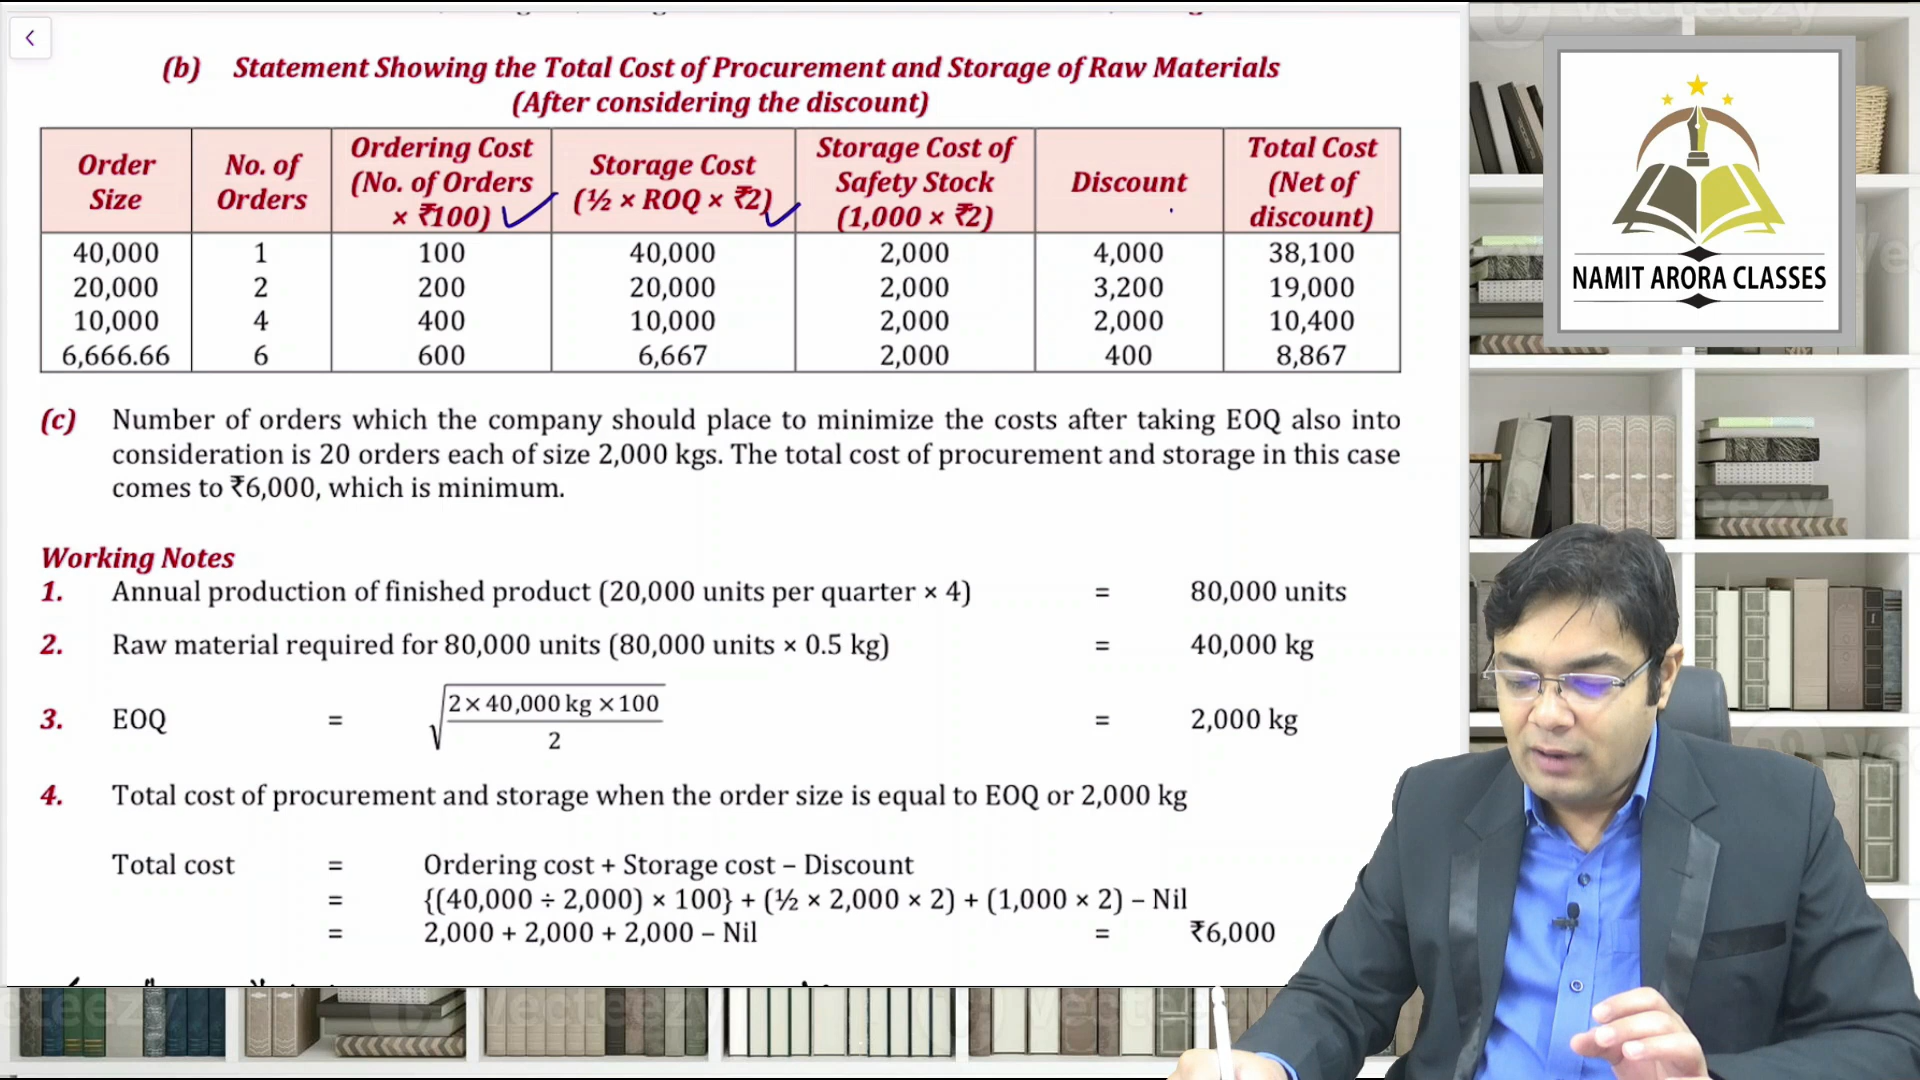 (b) Statement Showing the Total Cost of Procurement and Storage of Raw Materials
(After considering the discount)
Order Size | No. of Orders | Ordering Cost (No. of Orders × ₹100) | Storage Cost (½ × ROQ × ₹2) | Storage Cost of Safety Stock (1,000 × ₹2) | Discount | Total Cost (Net of discount)
40,000 1 100 40,000 2,000 4,000 38,100
20,000 2 200 20,000 2,000 3,200 19,000
10,000 4 400 10,000 2,000 2,000 10,400
6,666.66 6 600 6,667 2,000 400 8,867
(c) Number of orders which the company should place to minimize the costs after taking EOQ also into
consideration is 20 orders each of size 2,000 kgs. The total cost of procurement and storage in this case
comes to ₹6,000, which is minimum.
Working Notes
1. Annual production of finished product (20,000 units per quarter × 4) = 80,000 units
2. Raw material required for 80,000 units (80,000 units × 0.5 kg) = 40,000 kg
3. EOQ = √(2 × 40,000 kg × 100 / 2) = 2,000 kg
4. Total cost of procurement and storage when the order size is equal to EOQ or 2,000 kg
Total cost = Ordering cost + Storage cost – Discount
= {(40,000 ÷ 2,000) × 100} + (½ × 2,000 × 2) + (1,000 × 2) – Nil
= 2,000 + 2,000 + 2,000 – Nil = ₹6,000
NAMIT ARORA CLASSES
Vecteezy